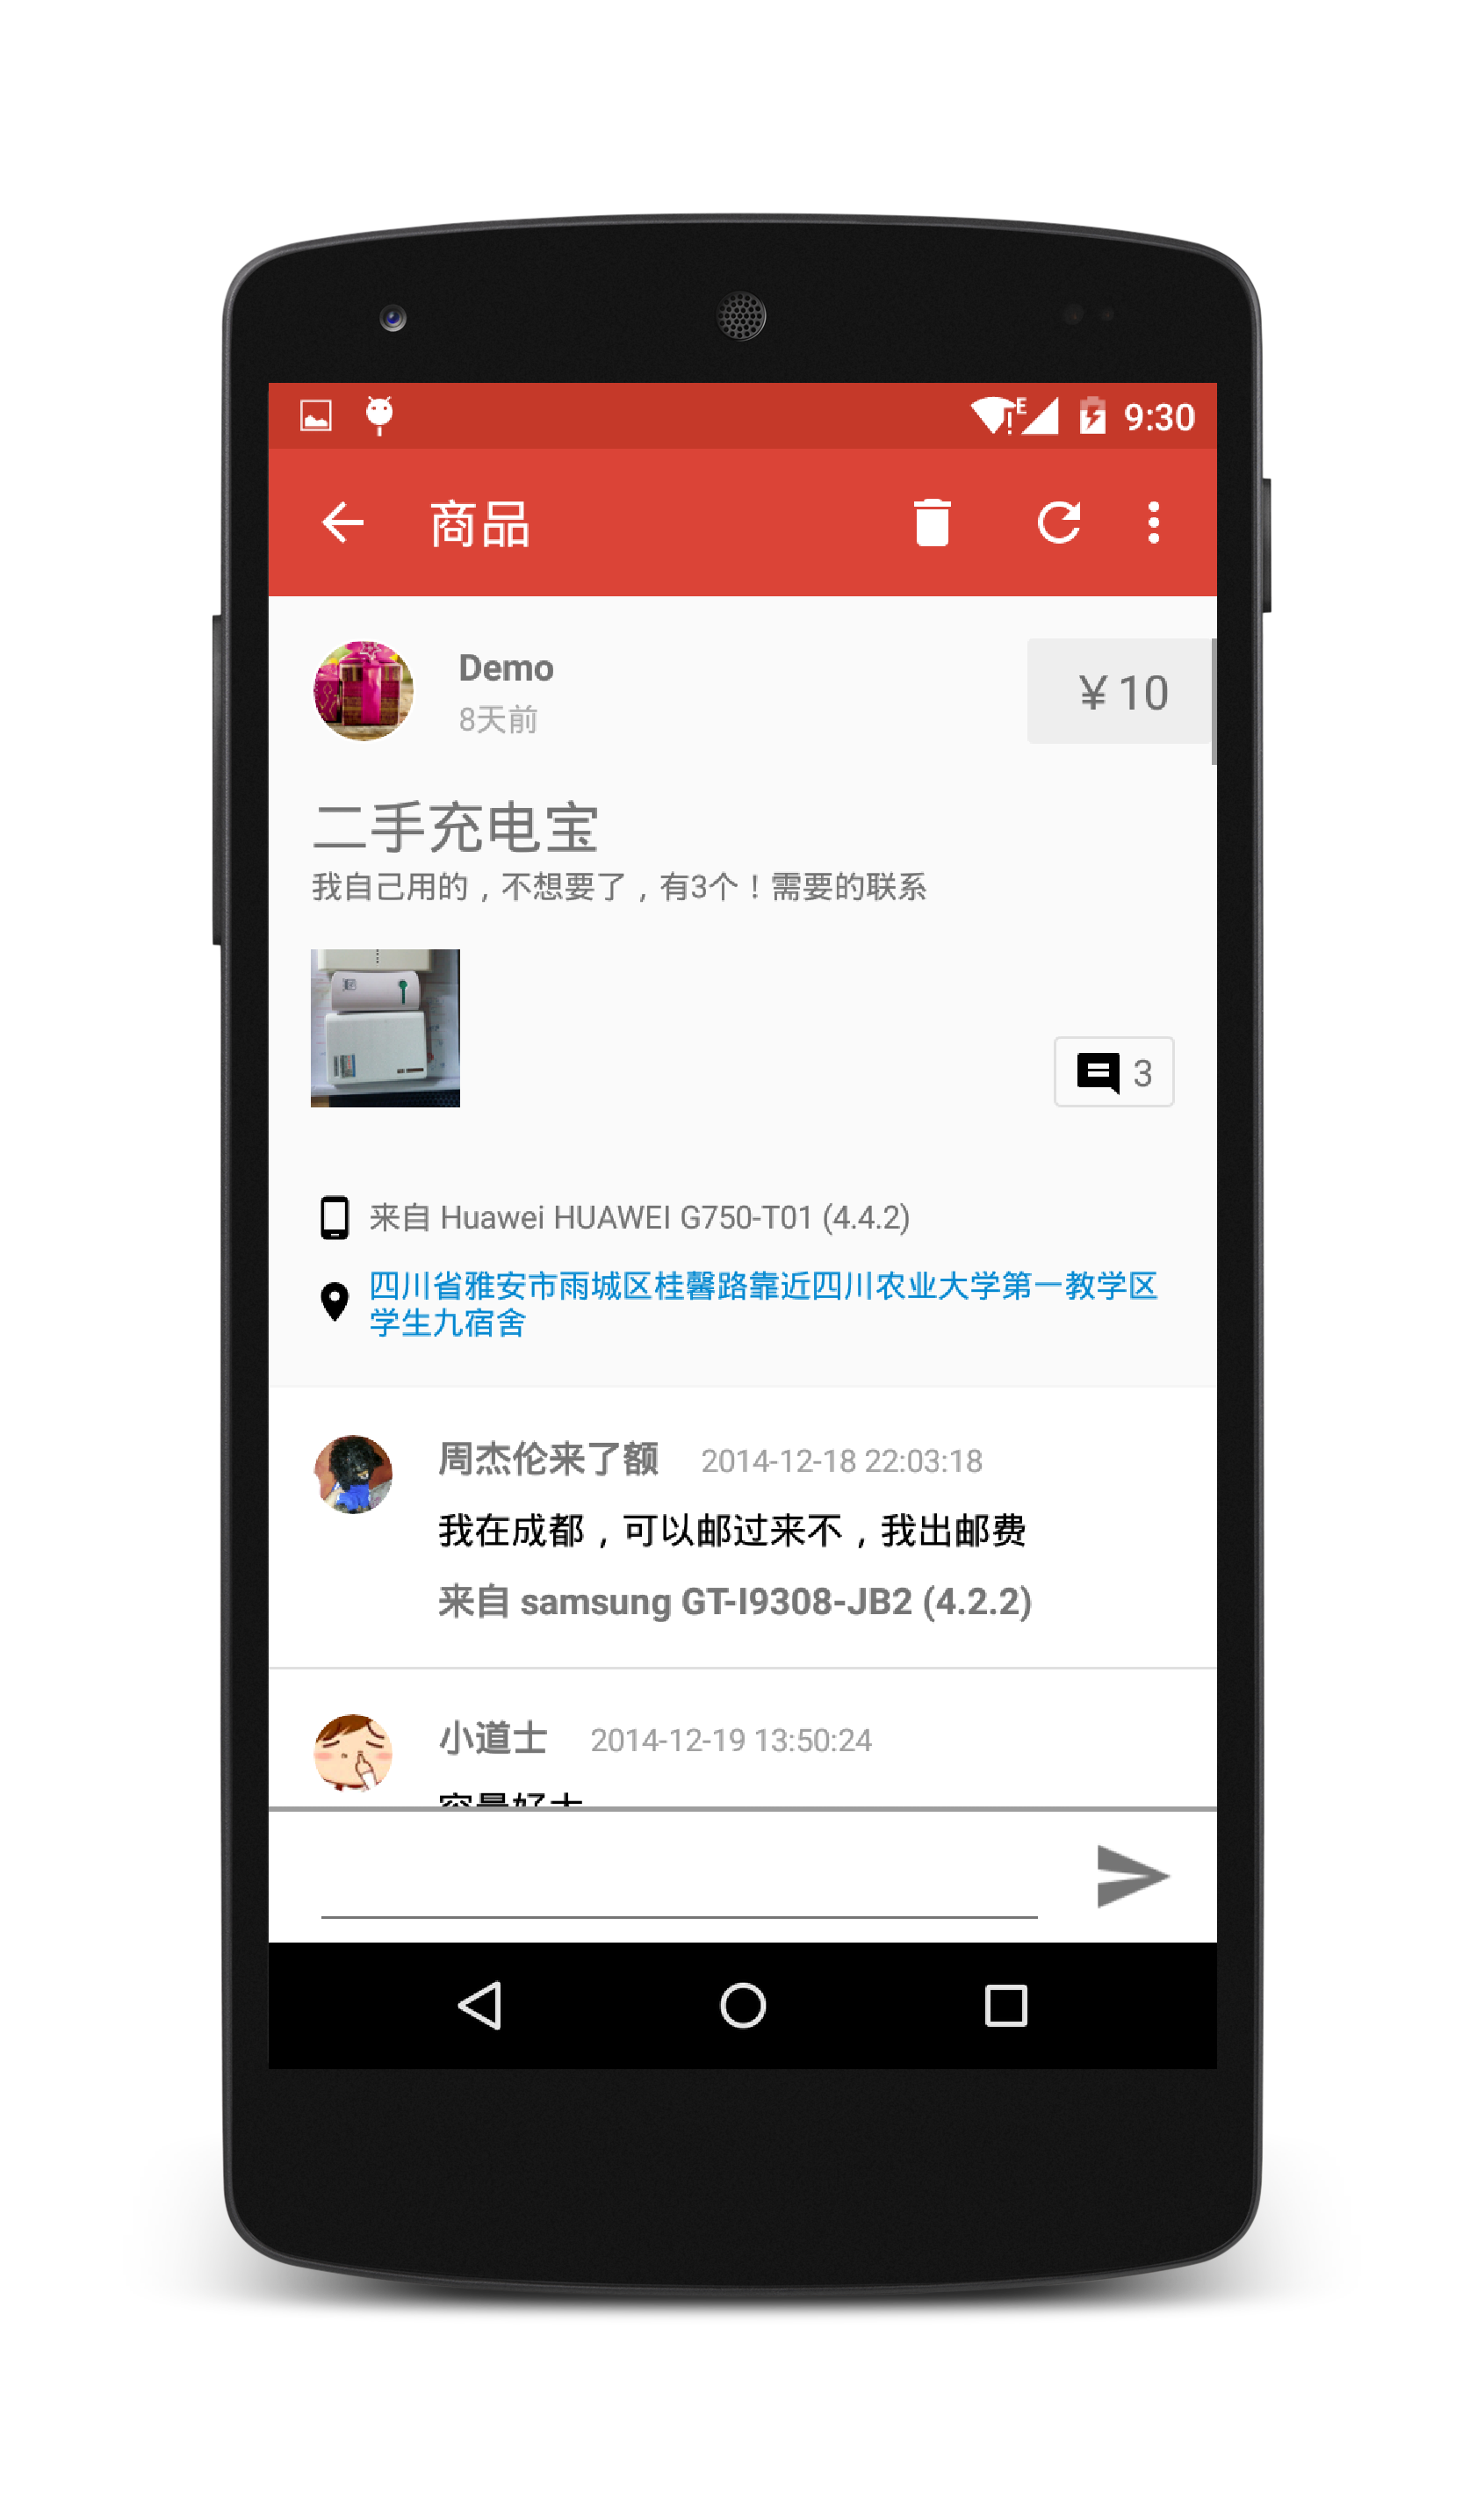 E 9:30
商品
Demo
8天前
¥ 10
二手充电宝
我自己用的，不想要了，有3个！需要的联系
3
来自 Huawei HUAWEI G750-T01 (4.4.2)
四川省雅安市雨城区桂馨路靠近四川农业大学第一教学区
学生九宿舍
周杰伦来了额 2014-12-18 22:03:18
我在成都，可以邮过来不，我出邮费
来自 samsung GT-I9308-JB2 (4.2.2)
小道士 2014-12-19 13:50:24